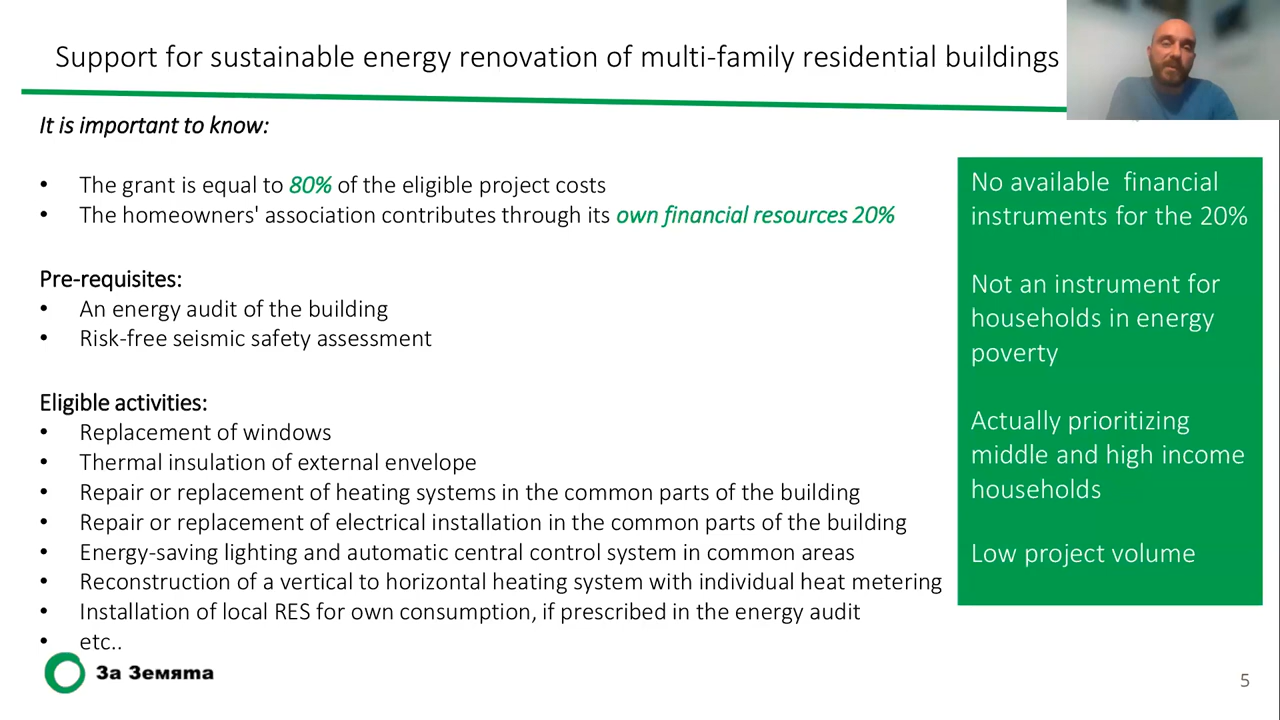 Support for sustainable energy renovation of multi-family residential buildings
It is important to know:
• The grant is equal to 80% of the eligible project costs
• The homeowners' association contributes through its own financial resources 20%
Pre-requisites:
• An energy audit of the building
• Risk-free seismic safety assessment
Eligible activities:
• Replacement of windows
• Thermal insulation of external envelope
• Repair or replacement of heating systems in the common parts of the building
• Repair or replacement of electrical installation in the common parts of the building
• Energy-saving lighting and automatic central control system in common areas
• Reconstruction of a vertical to horizontal heating system with individual heat metering
• Installation of local RES for own consumption, if prescribed in the energy audit
• etc..
No available financial
instruments for the 20%
Not an instrument for
households in energy
poverty
Actually prioritizing
middle and high income
households
Low project volume
За Земята
5